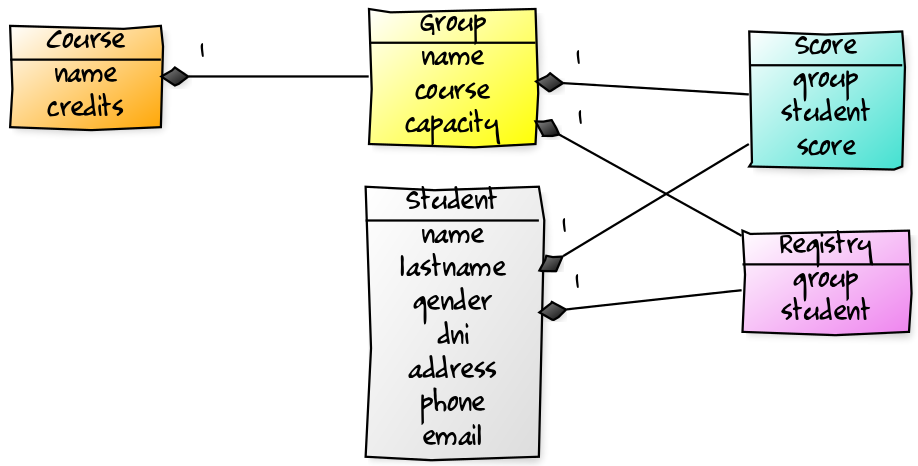 Course
name
credits
1
Group
name
course
capacity
1
1
Score
group
student
score
Student
name
lastname
gender
dni
address
phone
email
1
1
Registry
group
student